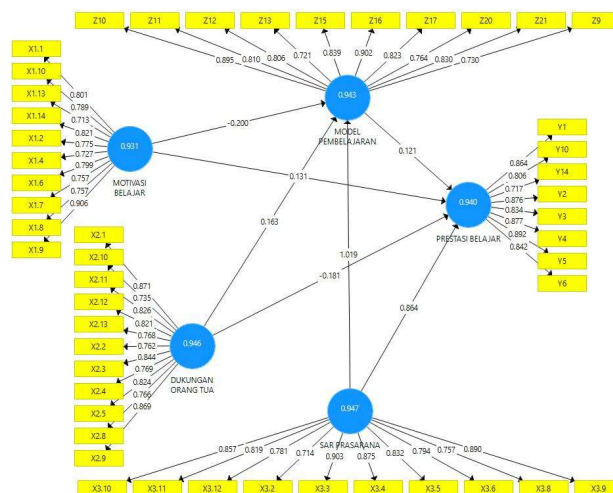 Z10 Z11 Z12 Z13 Z15 Z16 Z17 Z20 Z21 Z9
0.895 0.810 0.806 0.721 0.839 0.902 0.823 0.764 0.830 0.730
0.943
MODEL
PEMBELAJARAN
X1.1
X1.10
X1.13
X1.14
X1.2
X1.4
X1.6
X1.7
X1.8
X1.9
0.801
0.789
0.713
0.821
0.775
0.727
0.799
0.757
0.757
0.906
0.931
MOTIVASI
BELAJAR
-0.200
0.131
0.163
0.121
1.019
-0.181
0.864
0.940
PRESTASI BELAJAR
0.864
0.806
0.717
0.876
0.834
0.877
0.892
0.842
Y1
Y10
Y14
Y2
Y3
Y4
Y5
Y6
X2.1
X2.10
X2.11
X2.12
X2.13
X2.2
X2.3
X2.4
X2.5
X2.8
X2.9
0.871
0.735
0.826
0.821
0.768
0.762
0.844
0.769
0.824
0.766
0.869
0.946
DUKUNGAN
ORANG TUA
0.947
SAR PRASARANA
0.857 0.819 0.781 0.714 0.903 0.875 0.832 0.794 0.757 0.890
X3.10 X3.11 X3.12 X3.2 X3.3 X3.4 X3.5 X3.6 X3.8 X3.9